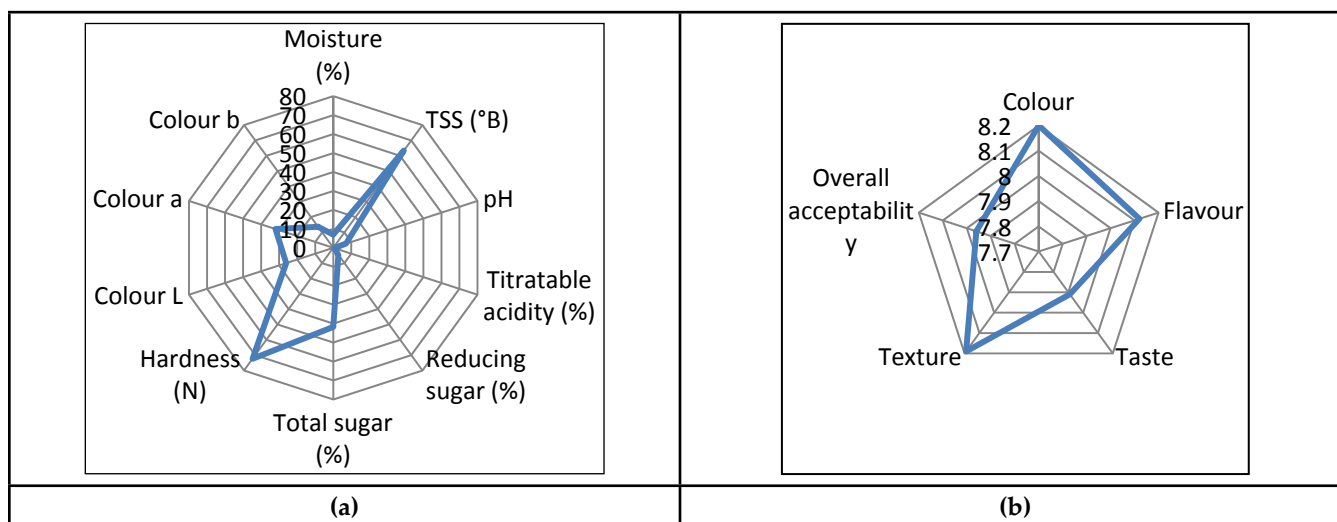 Moisture
(%)
80
70
60
50
40
30
20
10
0
TSS (°B)
pH
Titratable
acidity (%)
Reducing
sugar (%)
Total sugar
(%)
Hardness
(N)
Colour L
Colour a
Colour b
(a)
Colour
8.2
8.1
8
7.9
7.8
7.7
Flavour
Taste
Texture
Overall
acceptabilit
y
(b)